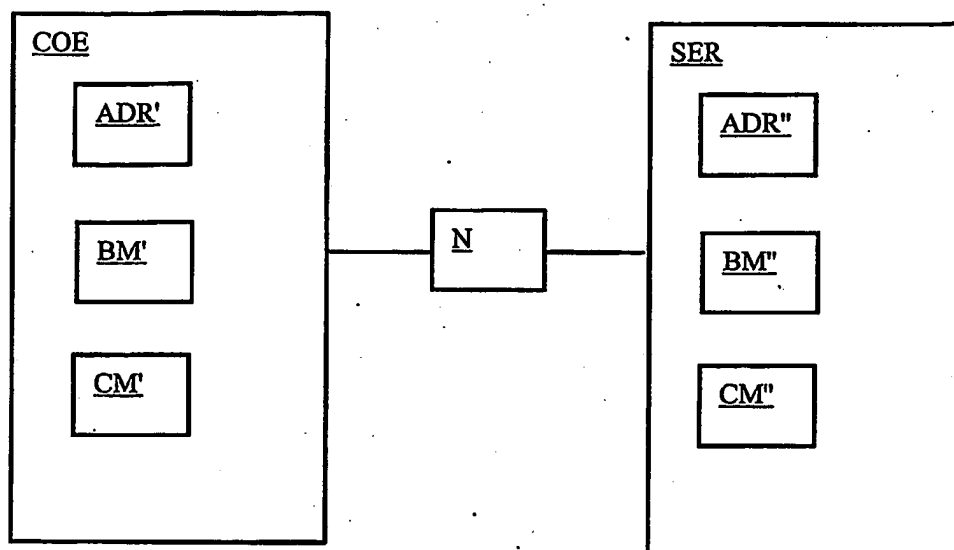 COE
ADR'
BM'
CM'
N
SER
ADR"
BM"
CM"